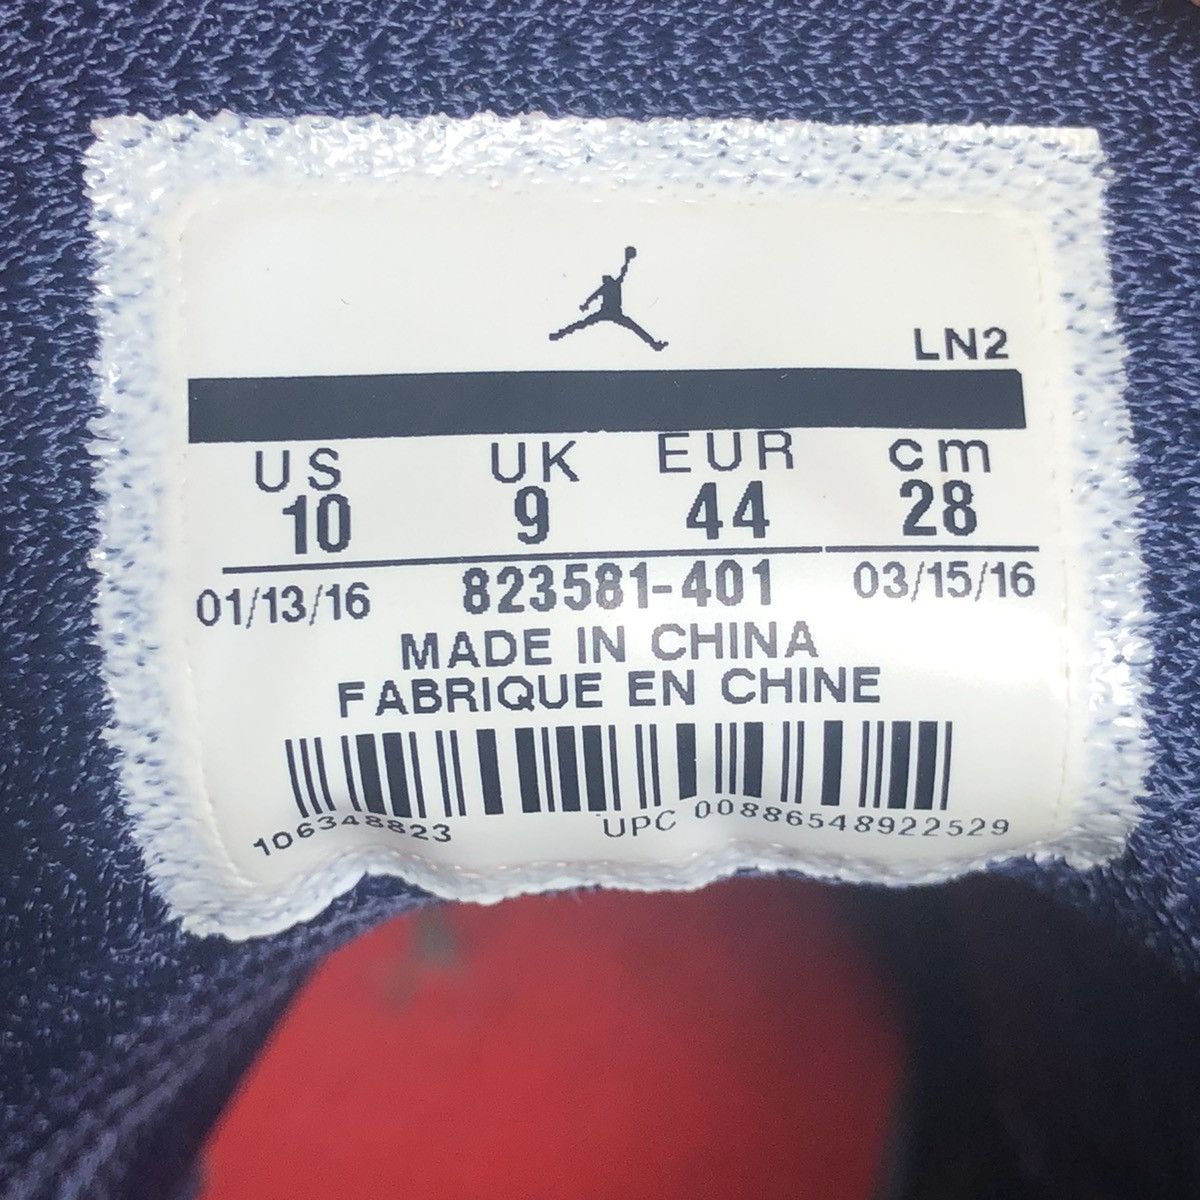 LN2
US UK EUR cm
10 9 44 28
01/13/16 823581-401 03/15/16
MADE IN CHINA
FABRIQUE EN CHINE
106348823 UPC 00886548922529